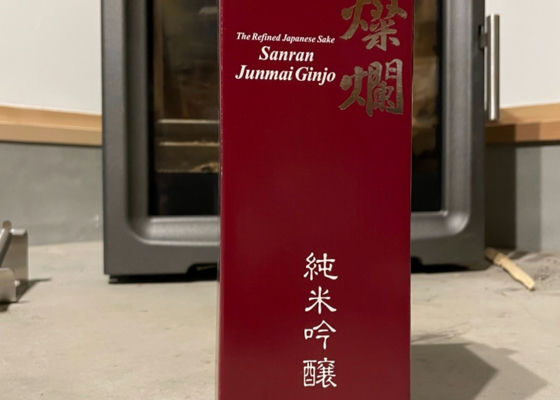 The Refined Japanese Sake
Sanran
Junmai Ginjo
燦爛
純米吟醸